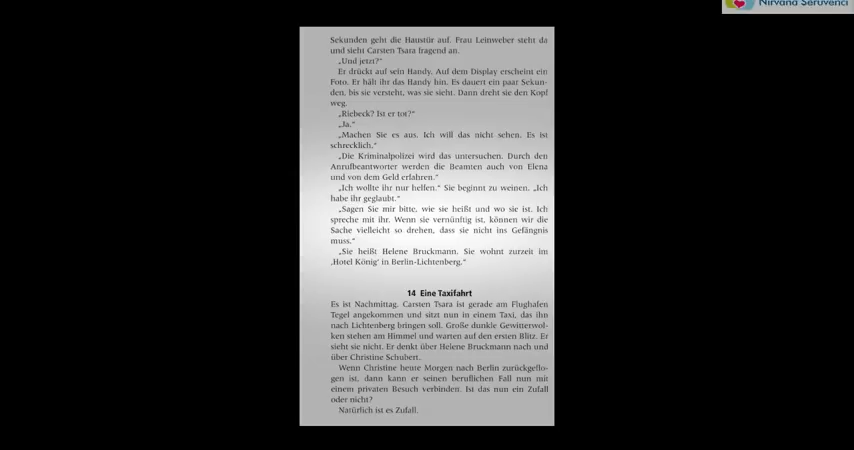 Nirvana Serüvenci
Sekunden geht die Haustür auf. Frau Leinweber steht da
und sieht Carsten Tsara fragend an.
„Und jetzt?“
Er drückt auf sein Handy. Auf dem Display erscheint ein
Foto. Er hält ihr das Handy hin. Es dauert ein paar Sekun-
den, bis sie versteht, was sie sieht. Dann dreht sie den Kopf
weg.
„Riebeck? Ist er tot?“
„Ja.“
„Machen Sie es aus. Ich will das nicht sehen. Es ist
schrecklich.“
„Die Kriminalpolizei wird das untersuchen. Durch den
Anrufbeantworter werden die Beamten auch von Elena
und von dem Geld erfahren.“
„Ich wollte ihr nur helfen.“ Sie beginnt zu weinen. „Ich
habe ihr geglaubt.“
„Sagen Sie mir bitte, wie sie heißt und wo sie ist. Ich
spreche mit ihr. Wenn sie vernünftig ist, können wir die
Sache vielleicht so drehen, dass sie nicht ins Gefängnis
muss.“
„Sie heißt Helene Bruckmann. Sie wohnt zurzeit im
‚Hotel König‘ in Berlin-Lichtenberg.“
14 Eine Taxifahrt
Es ist Nachmittag. Carsten Tsara ist gerade am Flughafen
Tegel angekommen und sitzt nun in einem Taxi, das ihn
nach Lichtenberg bringen soll. Große dunkle Gewitterwol-
ken stehen am Himmel und warten auf den ersten Blitz. Er
sieht sie nicht. Er denkt über Helene Bruckmann nach und
über Christine Schubert.
Wenn Christine heute Morgen nach Berlin zurückgeflo-
gen ist, dann kann er seinen beruflichen Fall nun mit
einem privaten Besuch verbinden. Ist das nun ein Zufall
oder nicht?
Natürlich ist es Zufall.